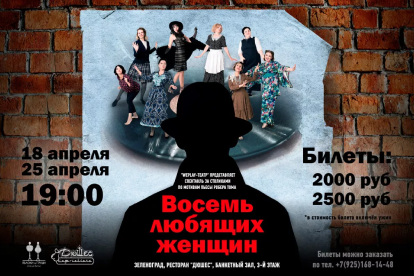 "WEPLAY-ТЕАТР" ПРЕДСТАВЛЯЕТ
СПЕКТАКЛЬ ЗА СТОЛИКАМИ
ПО МОТИВАМ ПЬЕСЫ РОБЕРА ТОМА
Восемь
любящих
женщин
ЗЕЛЕНОГРАД, РЕСТОРАН "ДЮШЕС", БАНКЕТНЫЙ ЗАЛ, 3-Й ЭТАЖ
18 апреля
25 апреля
19:00
Билеты:
2000 руб
2500 руб
*в стоимость билета включён ужин
Билеты можно заказать
по тел. +7(925)168-14-48